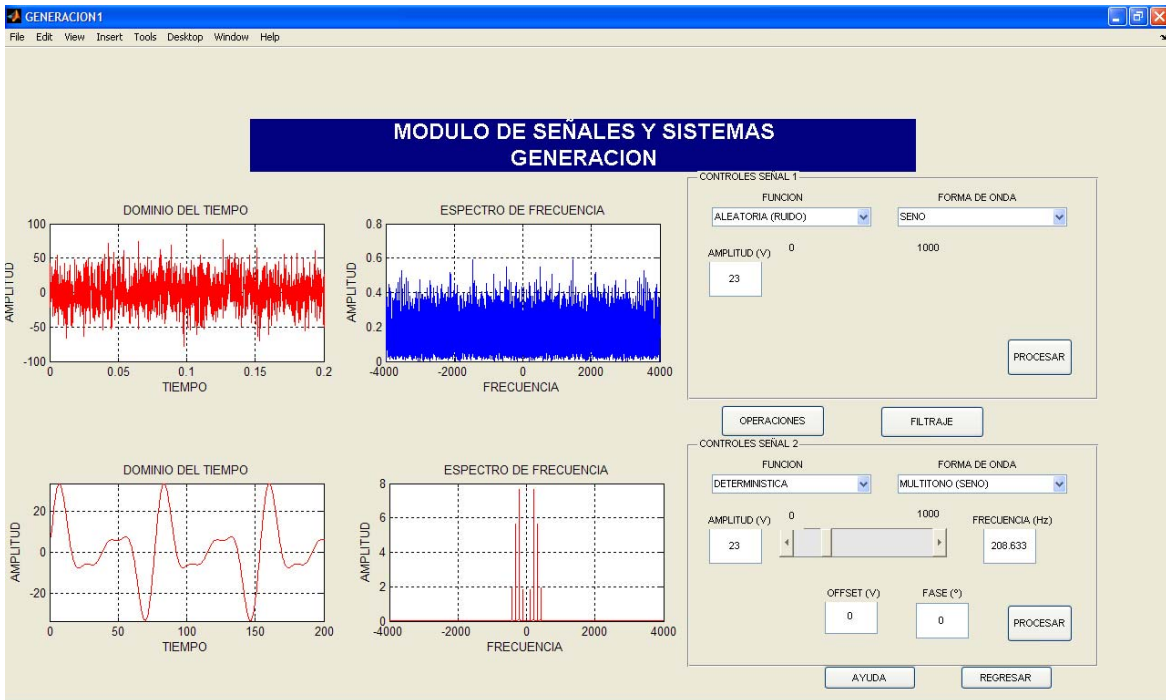 GENERACION1
File Edit View Insert Tools Desktop Window Help
MODULO DE SEÑALES Y SISTEMAS
GENERACION
DOMINIO DEL TIEMPO
100
50
0
-50
-100
AMPLITUD
0 0.05 0.1 0.15 0.2
TIEMPO
ESPECTRO DE FRECUENCIA
0.8
0.6
0.4
0.2
0
AMPLITUD
-4000 -2000 0 2000 4000
FRECUENCIA
CONTROLES SEÑAL 1
FUNCION FORMA DE ONDA
ALEATORIA (RUIDO) SENO
AMPLITUD (V) 0 1000
23
PROCESAR
OPERACIONES FILTRAJE
DOMINIO DEL TIEMPO
20
0
-20
AMPLITUD
0 50 100 150 200
TIEMPO
ESPECTRO DE FRECUENCIA
8
6
4
2
0
AMPLITUD
-4000 -2000 0 2000 4000
FRECUENCIA
CONTROLES SEÑAL 2
FUNCION FORMA DE ONDA
DETERMINISTICA MULTITONO (SENO)
AMPLITUD (V) 0 1000 FRECUENCIA (Hz)
23 208.633
OFFSET (V) FASE (º)
0 0 PROCESAR
AYUDA REGRESAR